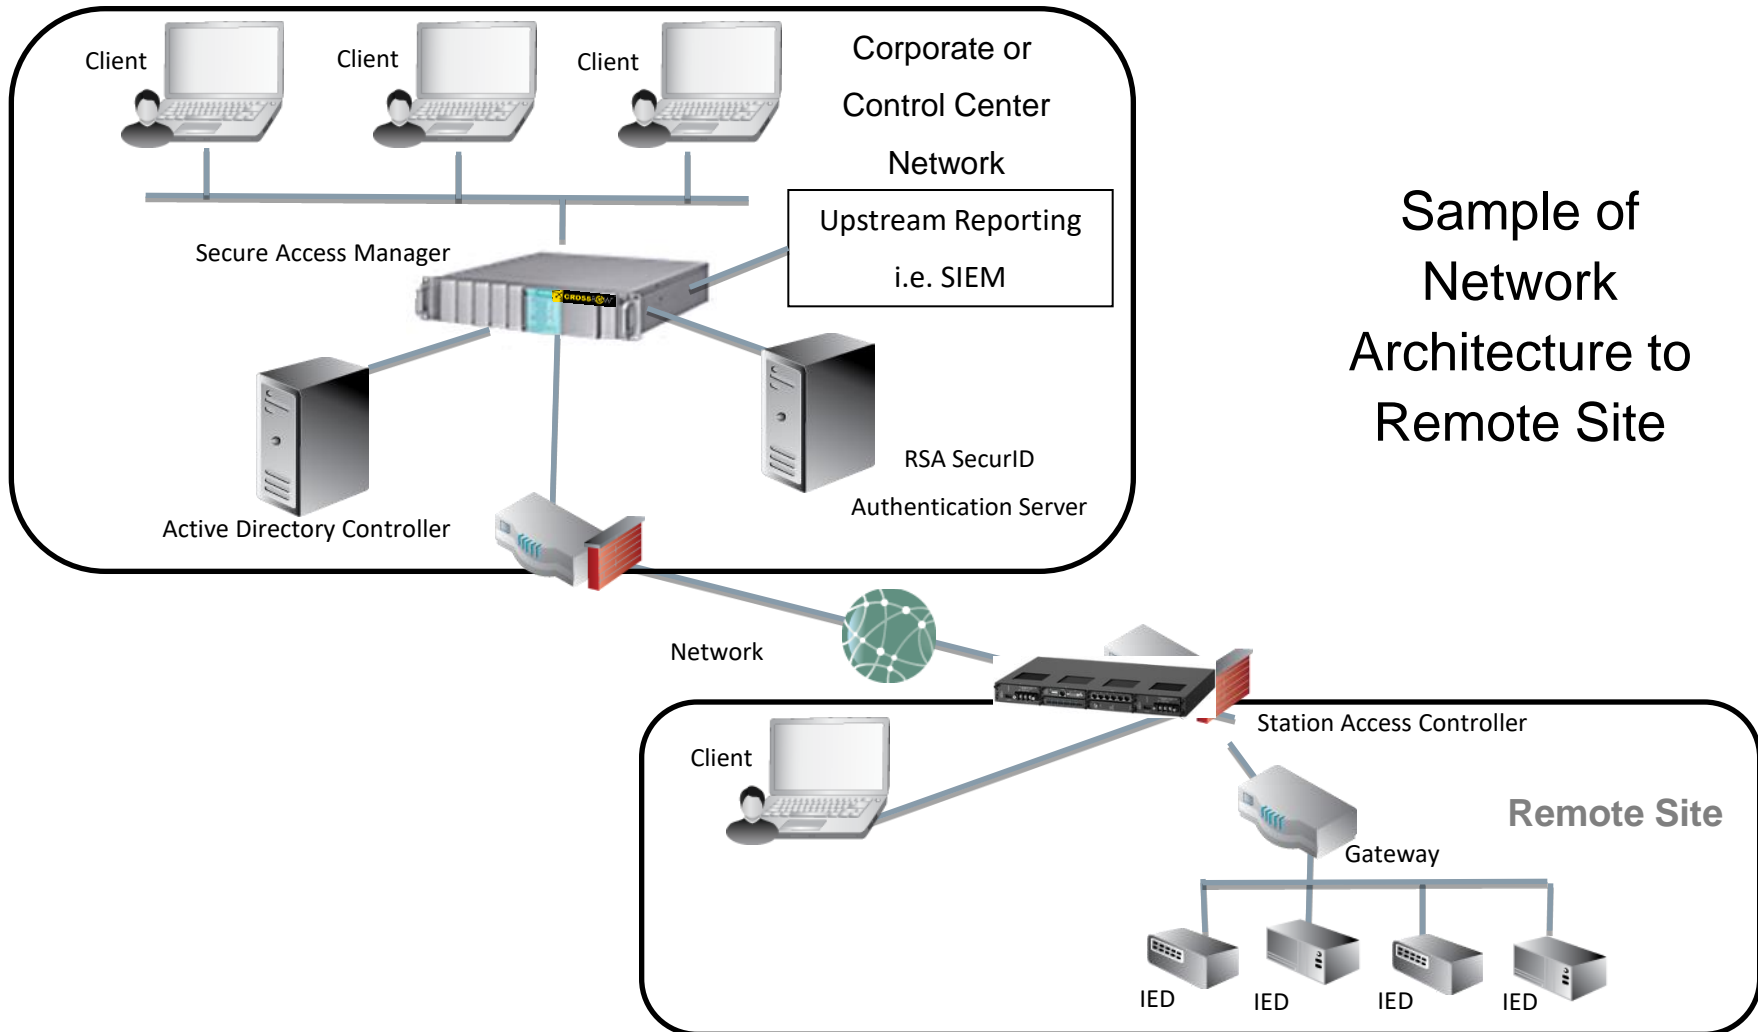 Client
Client
Client
Corporate or
Control Center
Network
Upstream Reporting
i.e. SIEM
Secure Access Manager
CROSSBOW
Sample of
Network
Architecture to
Remote Site
RSA SecurID
Authentication Server
Active Directory Controller
Network
Station Access Controller
Client
Remote Site
Gateway
IED
IED
IED
IED